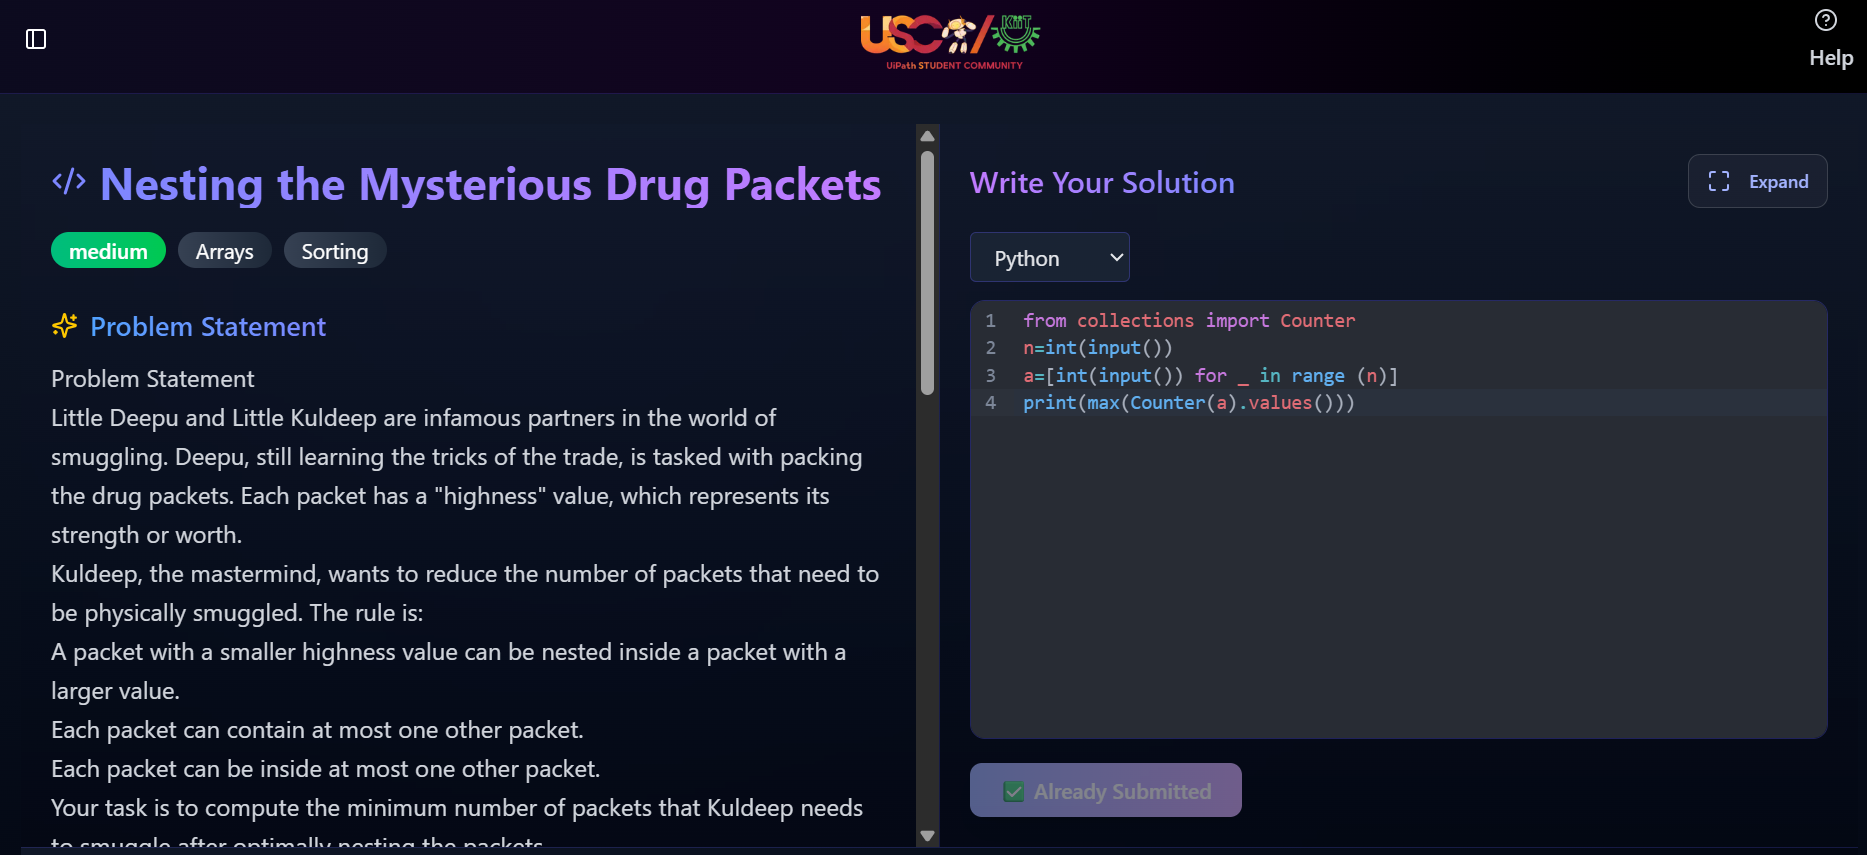 USC/KiiT
UiPath STUDENT COMMUNITY
Help
</> Nesting the Mysterious Drug Packets
medium
Arrays
Sorting
Problem Statement
Problem Statement
Little Deepu and Little Kuldeep are infamous partners in the world of
smuggling. Deepu, still learning the tricks of the trade, is tasked with packing
the drug packets. Each packet has a "highness" value, which represents its
strength or worth.
Kuldeep, the mastermind, wants to reduce the number of packets that need to
be physically smuggled. The rule is:
A packet with a smaller highness value can be nested inside a packet with a
larger value.
Each packet can contain at most one other packet.
Each packet can be inside at most one other packet.
Your task is to compute the minimum number of packets that Kuldeep needs
to smuggle after optimally nesting the packets.
Write Your Solution
Expand
Python
1 from collections import Counter
2 n=int(input())
3 a=[int(input()) for _ in range (n)]
4 print(max(Counter(a).values()))
Already Submitted